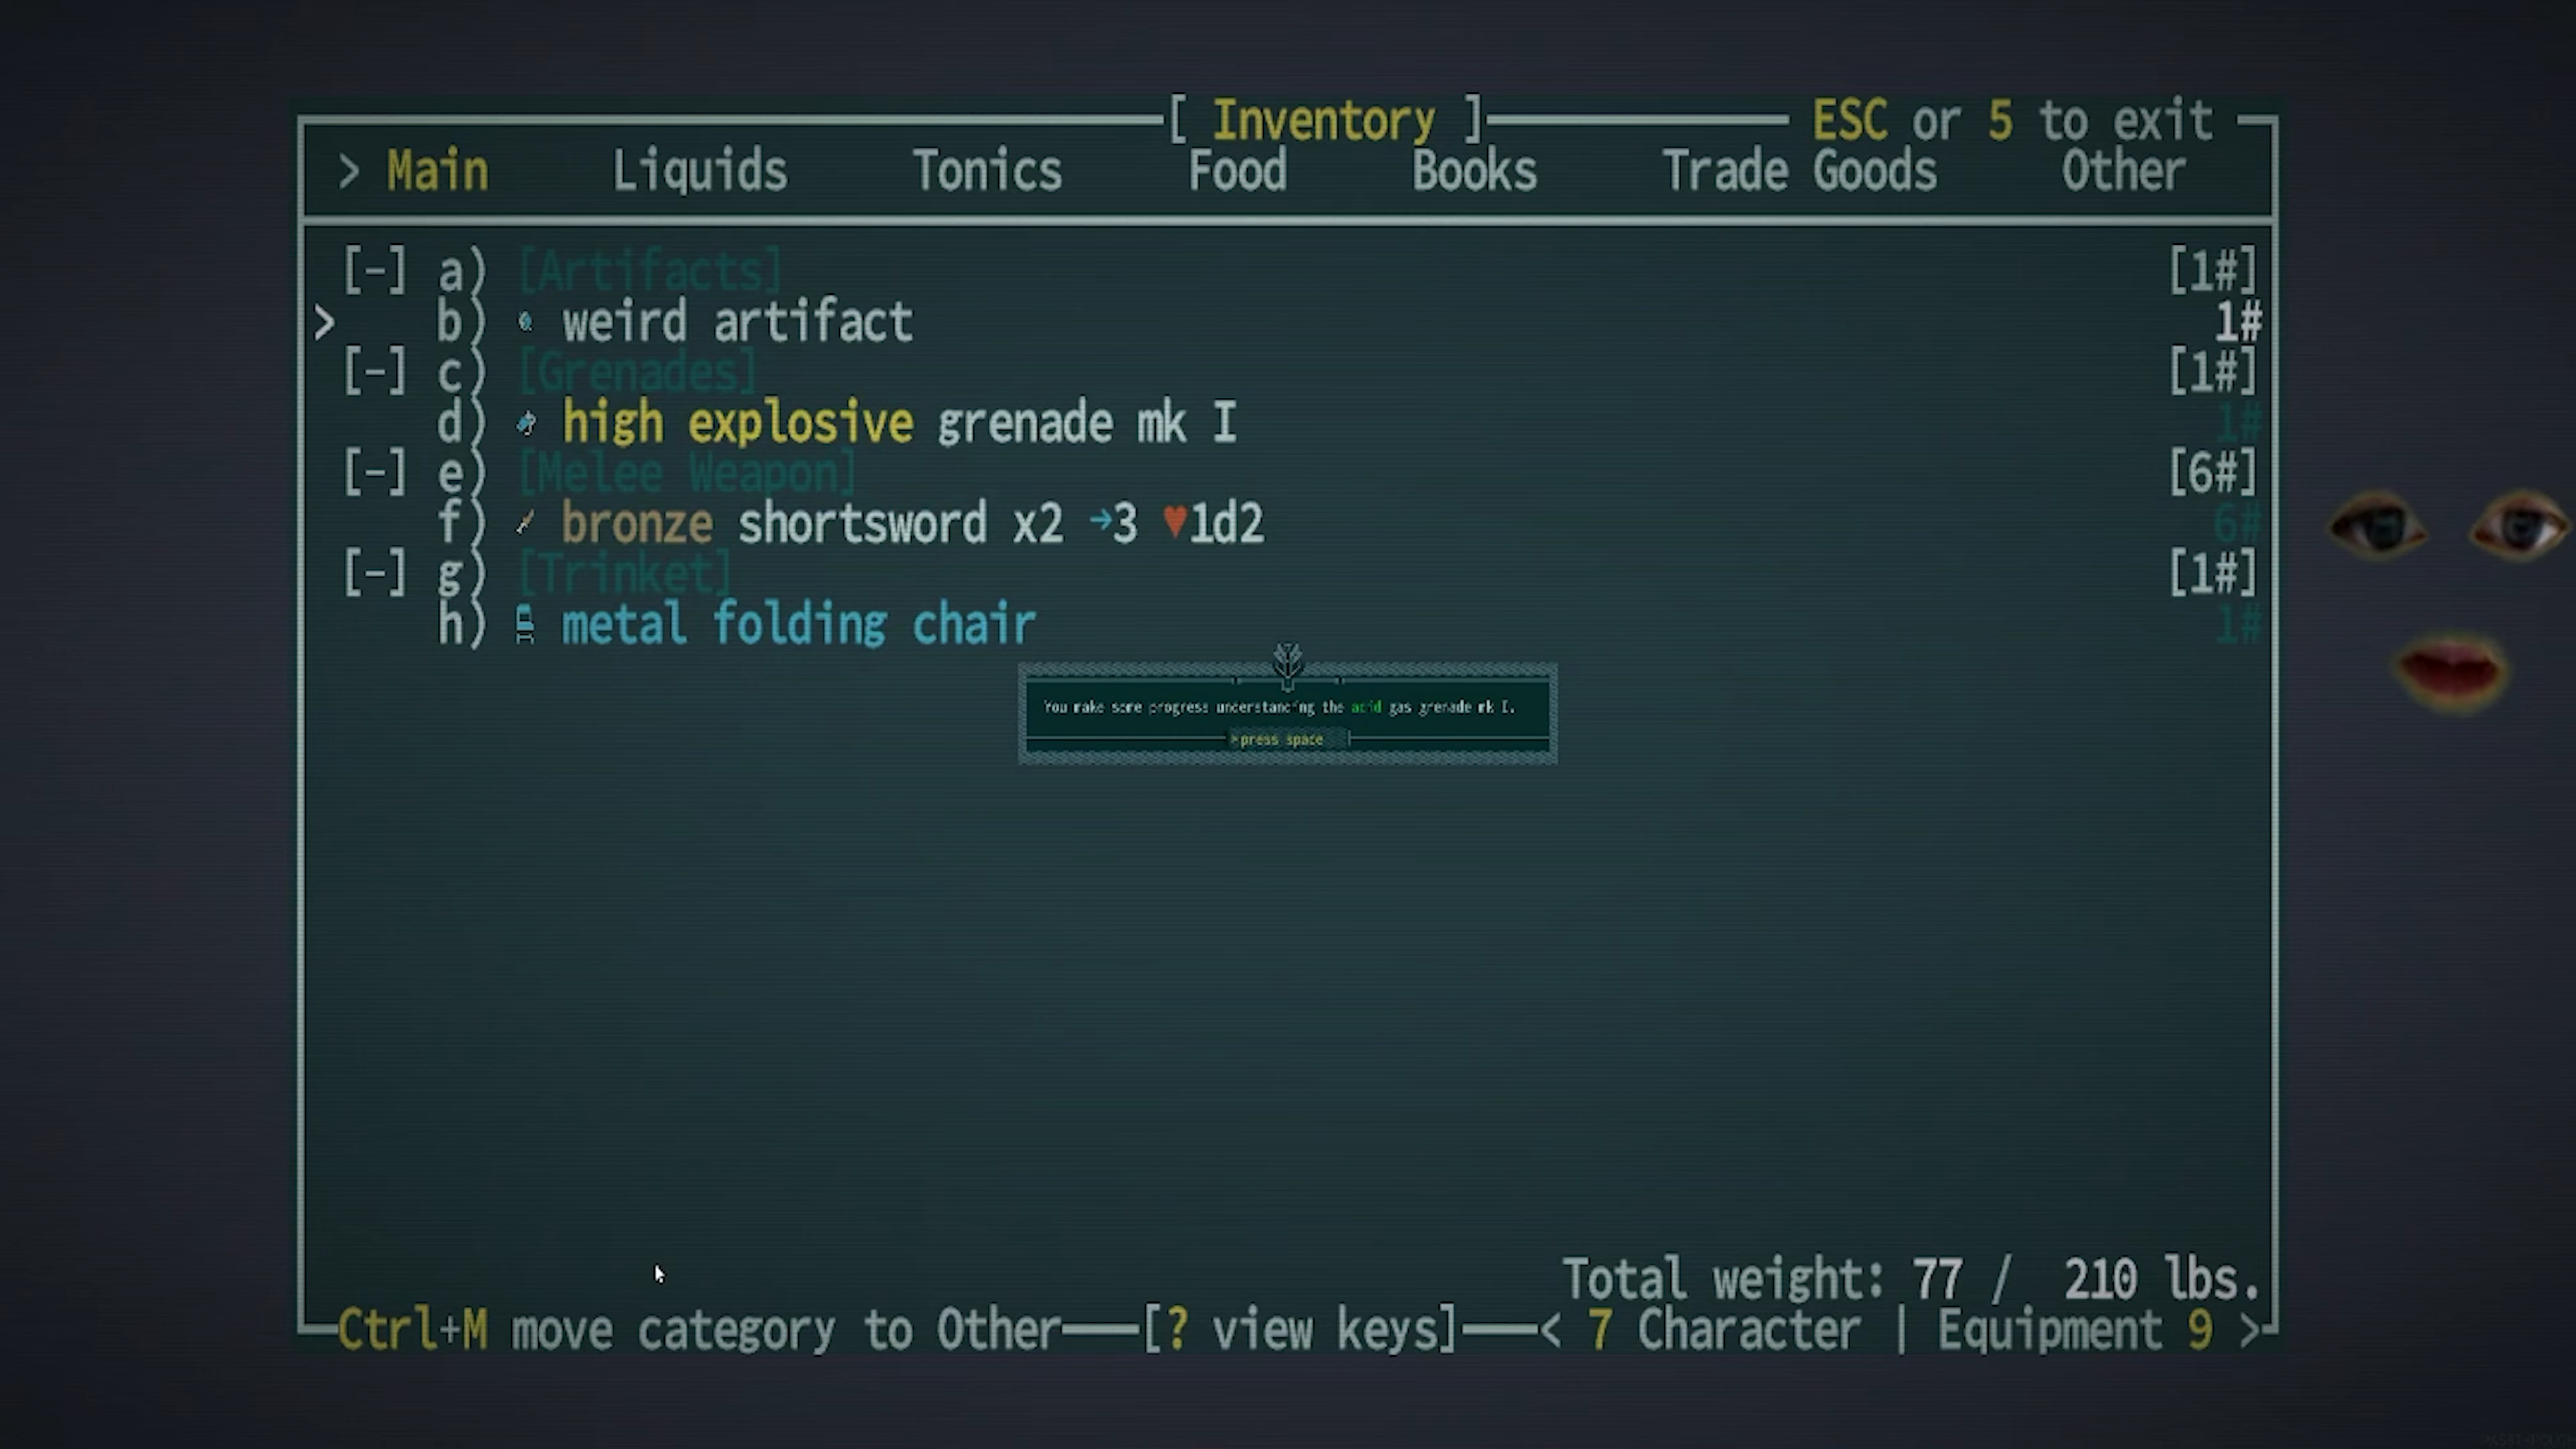 [ Inventory ] ESC or 5 to exit
> Main Liquids Tonics Food Books Trade Goods Other
[-] a) [Artifacts] [1#]
> b) weird artifact 1#
[-] c) [Grenades] [1#]
d) high explosive grenade mk I 1#
[-] e) [Melee Weapon] [6#]
f) bronze shortsword x2 →3 ♥1d2 6#
[-] g) [Trinket] [1#]
h) metal folding chair 1#
You make some progress understanding the acid gas grenade mk I.
>press space
Total weight: 77 / 210 lbs.
Ctrl+M move category to Other [? view keys] < 7 Character | Equipment 9 >